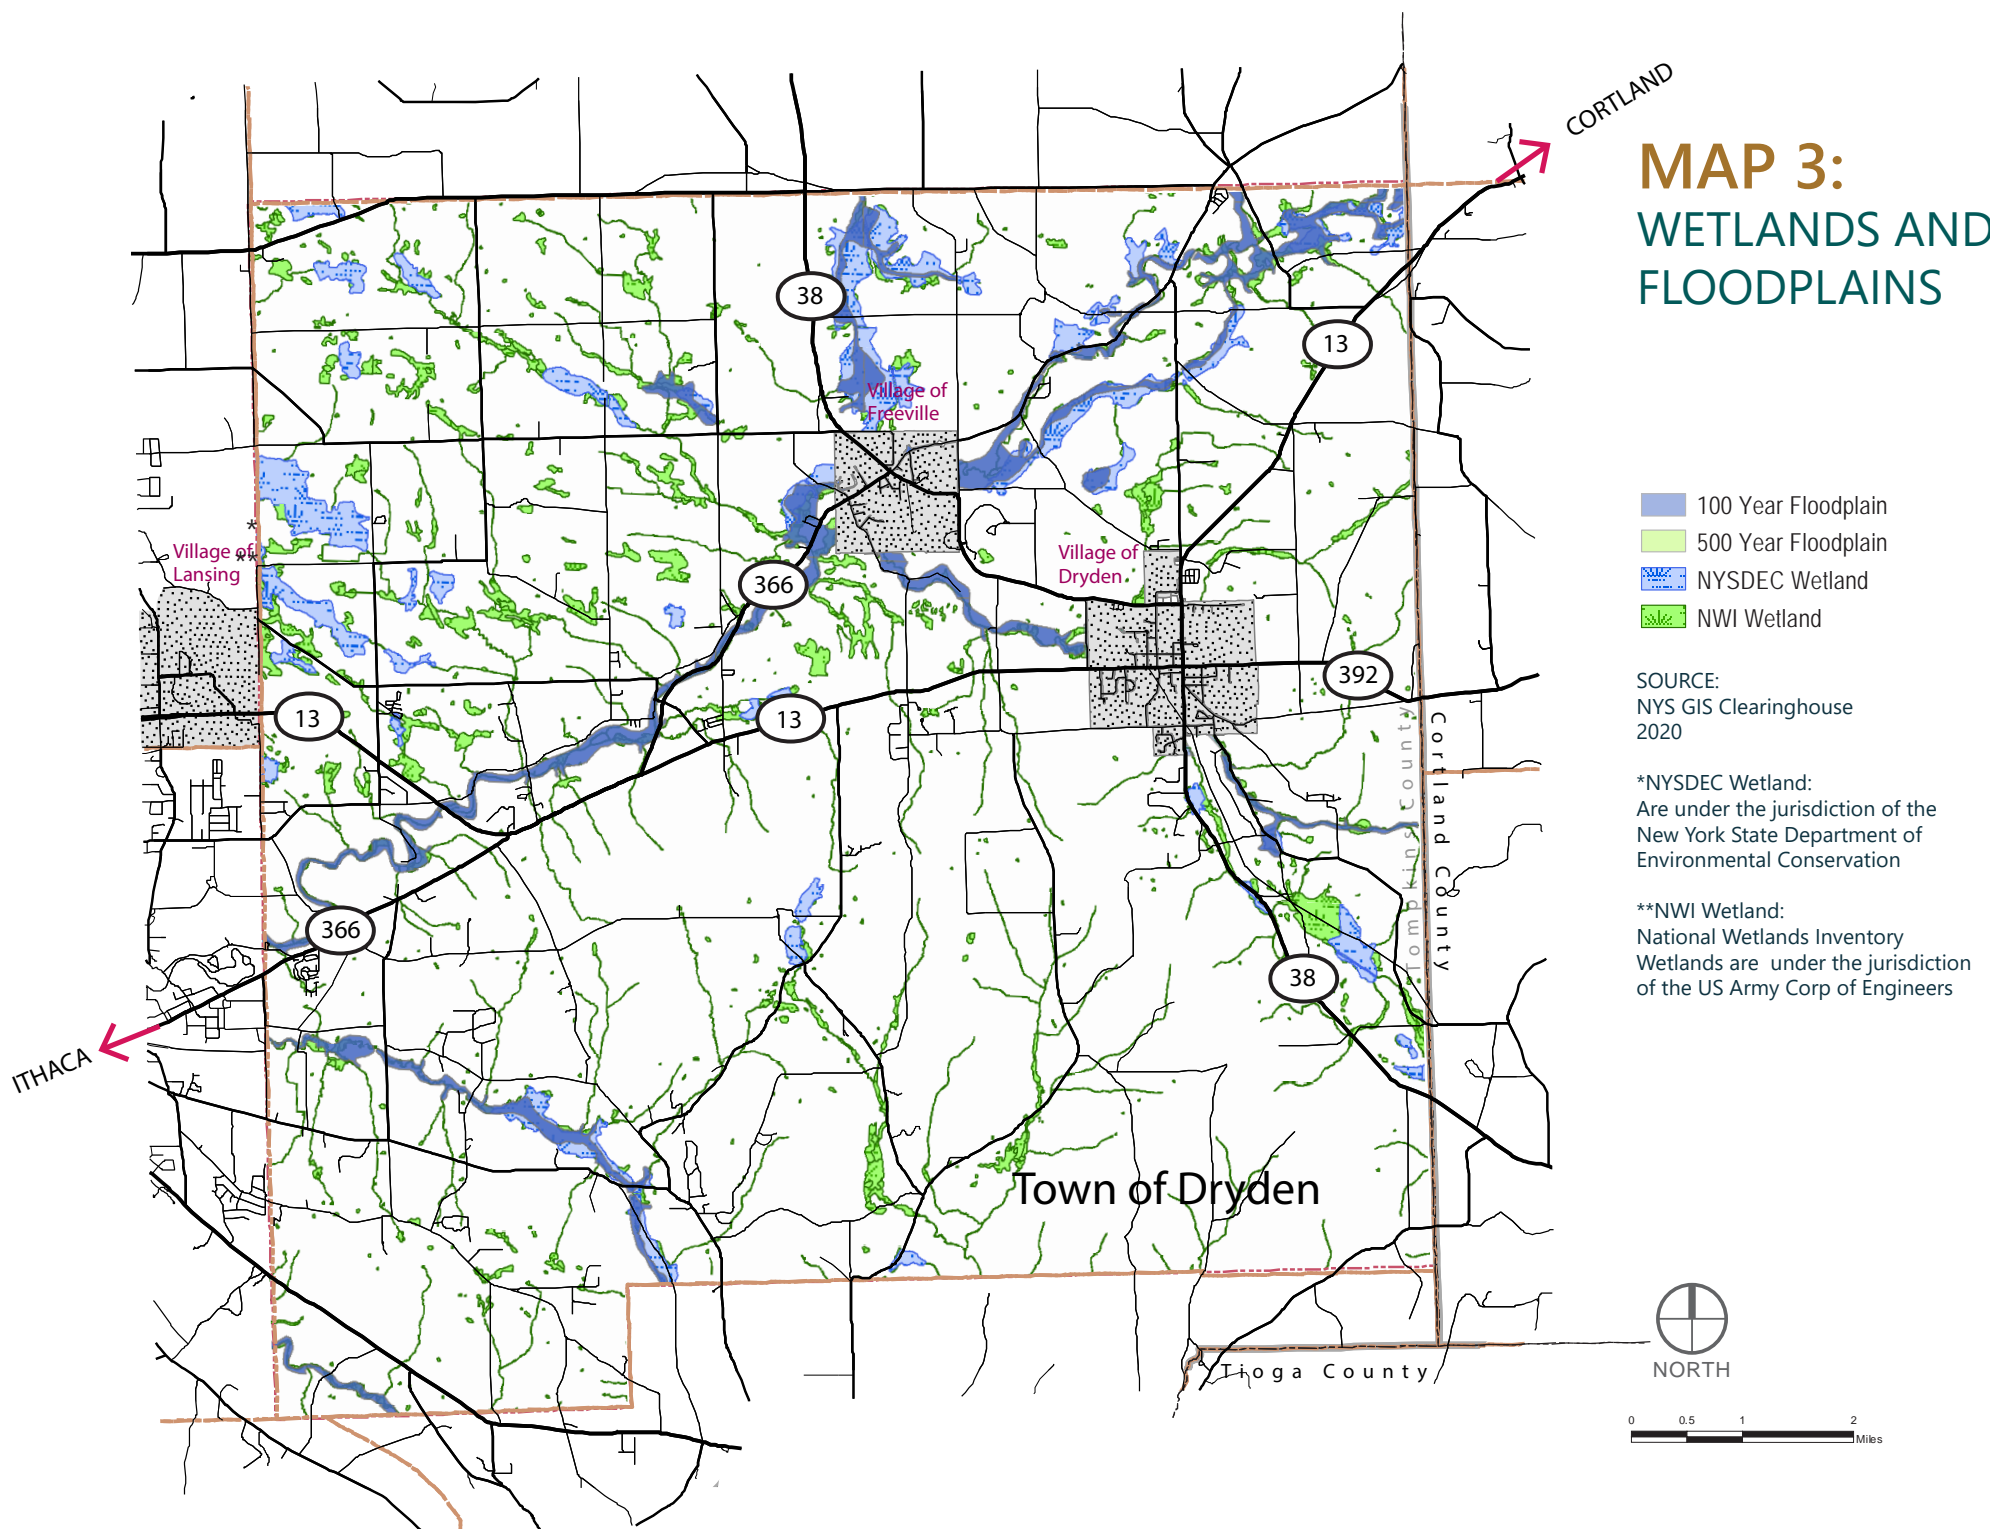 CORTLAND
MAP 3:
WETLANDS AND
FLOODPLAINS
38
13
Village of
Freeville
100 Year Floodplain
500 Year Floodplain
NYSDEC Wetland
NWI Wetland
*
**
Village of
Lansing
Village of
Dryden
366
392
13
13
SOURCE:
NYS GIS Clearinghouse
2020
*NYSDEC Wetland:
Are under the jurisdiction of the
New York State Department of
Environmental Conservation
**NWI Wetland:
National Wetlands Inventory
Wetlands are under the jurisdiction
of the US Army Corp of Engineers
Tompkins County
Cortland County
366
38
ITHACA
Town of Dryden
Tioga County
NORTH
0 0.5 1 2
Miles